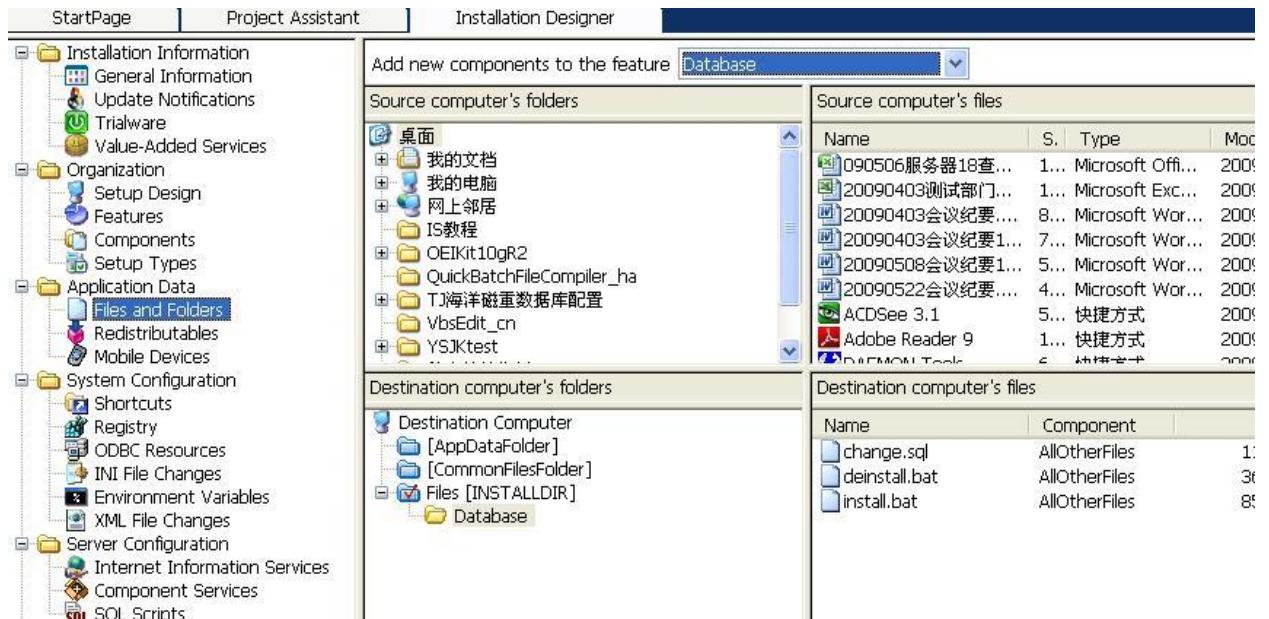 StartPage
Project Assistant
Installation Designer
Installation Information
General Information
Update Notifications
Trialware
Value-Added Services
Organization
Setup Design
Features
Components
Setup Types
Application Data
Files and Folders
Redistributables
Mobile Devices
System Configuration
Shortcuts
Registry
ODBC Resources
INI File Changes
Environment Variables
XML File Changes
Server Configuration
Internet Information Services
Component Services
SQL Scripts
Add new components to the feature Database
Source computer's folders
桌面
我的文档
我的电脑
网上邻居
IS教程
OEIKit10gR2
QuickBatchFileCompiler_ha
TJ海洋磁重数据库配置
VbsEdit_cn
YSJKtest
Source computer's files
Name S. Type Moc
090506服务器18查... 1... Microsoft Offi... 2009
20090403测试部门... 1... Microsoft Exc... 2009
20090403会议纪要.... 8... Microsoft Wor... 2009
20090403会议纪要1... 7... Microsoft Wor... 2009
20090508会议纪要1... 5... Microsoft Wor... 2009
20090522会议纪要.... 4... Microsoft Wor... 2009
ACDSee 3.1 5... 快捷方式 2009
Adobe Reader 9 1... 快捷方式 2009
DAEMON Tools 6... 快捷方式 2009
Destination computer's folders
Destination Computer
[AppDataFolder]
[CommonFilesFolder]
Files [INSTALLDIR]
Database
Destination computer's files
Name Component
change.sql AllOtherFiles 11
deinstall.bat AllOtherFiles 36
install.bat AllOtherFiles 85